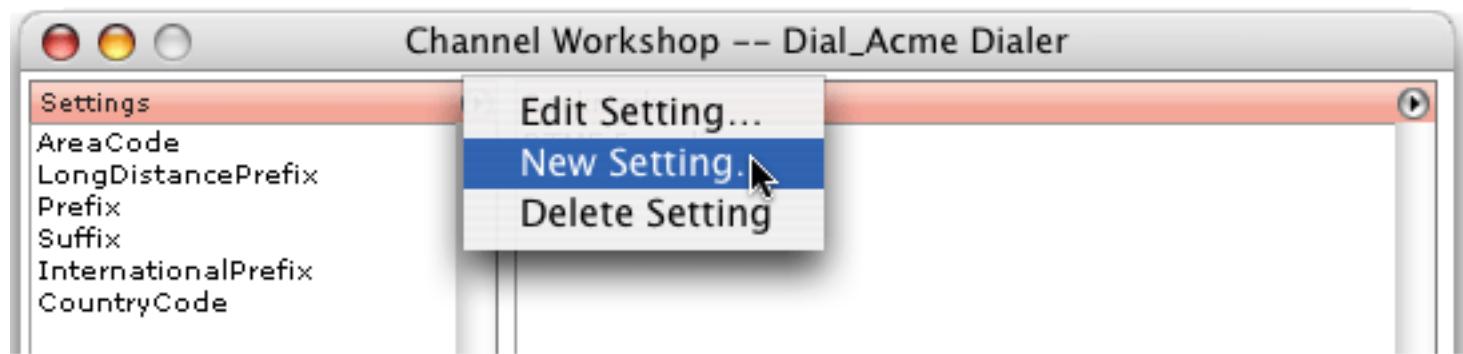 Channel Workshop -- Dial_Acme Dialer
Settings
AreaCode
LongDistancePrefix
Prefix
Suffix
InternationalPrefix
CountryCode
Edit Setting...
New Setting..
Delete Setting